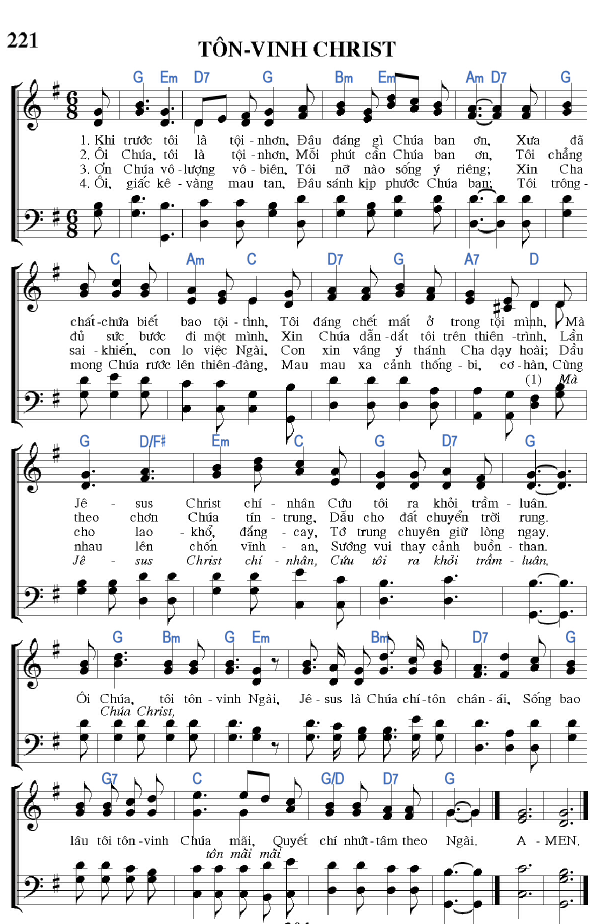 221
TÔN-VINH CHRIST
G Em D7 G Bm Em Am D7 G
1. Khi trước tôi là tội-nhơn, Đâu đáng gì Chúa ban ơn, Xưa đã
2. Ôi Chúa, tôi là tội-nhơn, Mỗi phút cần Chúa ban ơn, Tôi chẳng
3. Ơn Chúa vô-lượng vô-biên, Tôi nỡ nào sống ý riêng; Xin Cha
4. Ôi, giấc kê-vàng mau tan, Đâu sánh kịp phước Chúa ban; Tôi trông-
C Am C D7 G A7 D
chất-chứa biết bao tội-tình, Tôi đáng chết mất ở trong tội mình, Mà
đủ sức bước đi một mình, Xin Chúa dẫn-dắt tôi trên thiên-trình, Lần
sai-khiến, con lo việc Ngài, Con xin vâng ý thánh Cha dạy hoài; Dầu
mong Chúa rước lên thiên-đàng, Mau mau xa cảnh thống-bi, cơ-hàn, Cùng
(1) Mà
G D/F# Em C G D7 G
Jê-sus Christ chí-nhân Cứu tôi ra khỏi trầm-luân.
theo chơn Chúa tín-trung, Dẫu cho đất chuyển trời rung.
cho lao-khổ, đắng-cay, Tớ trung chuyên giữ lòng ngay.
nhau lên chốn vĩnh-an, Sướng vui thay cảnh buồn-than.
Jê-sus Christ chí-nhân, Cứu tôi ra khỏi trầm-luân.
G Bm G Em Bm D7 G
Ôi Chúa, tôi tôn-vinh Ngài, Jê-sus là Chúa chí-tôn chân-ái, Sống bao
Chúa Christ,
G7 C G/D D7 G
lâu tôi tôn-vinh Chúa mãi, Quyết chí nhứt-tâm theo Ngài. A-MEN.
tôn mãi mãi